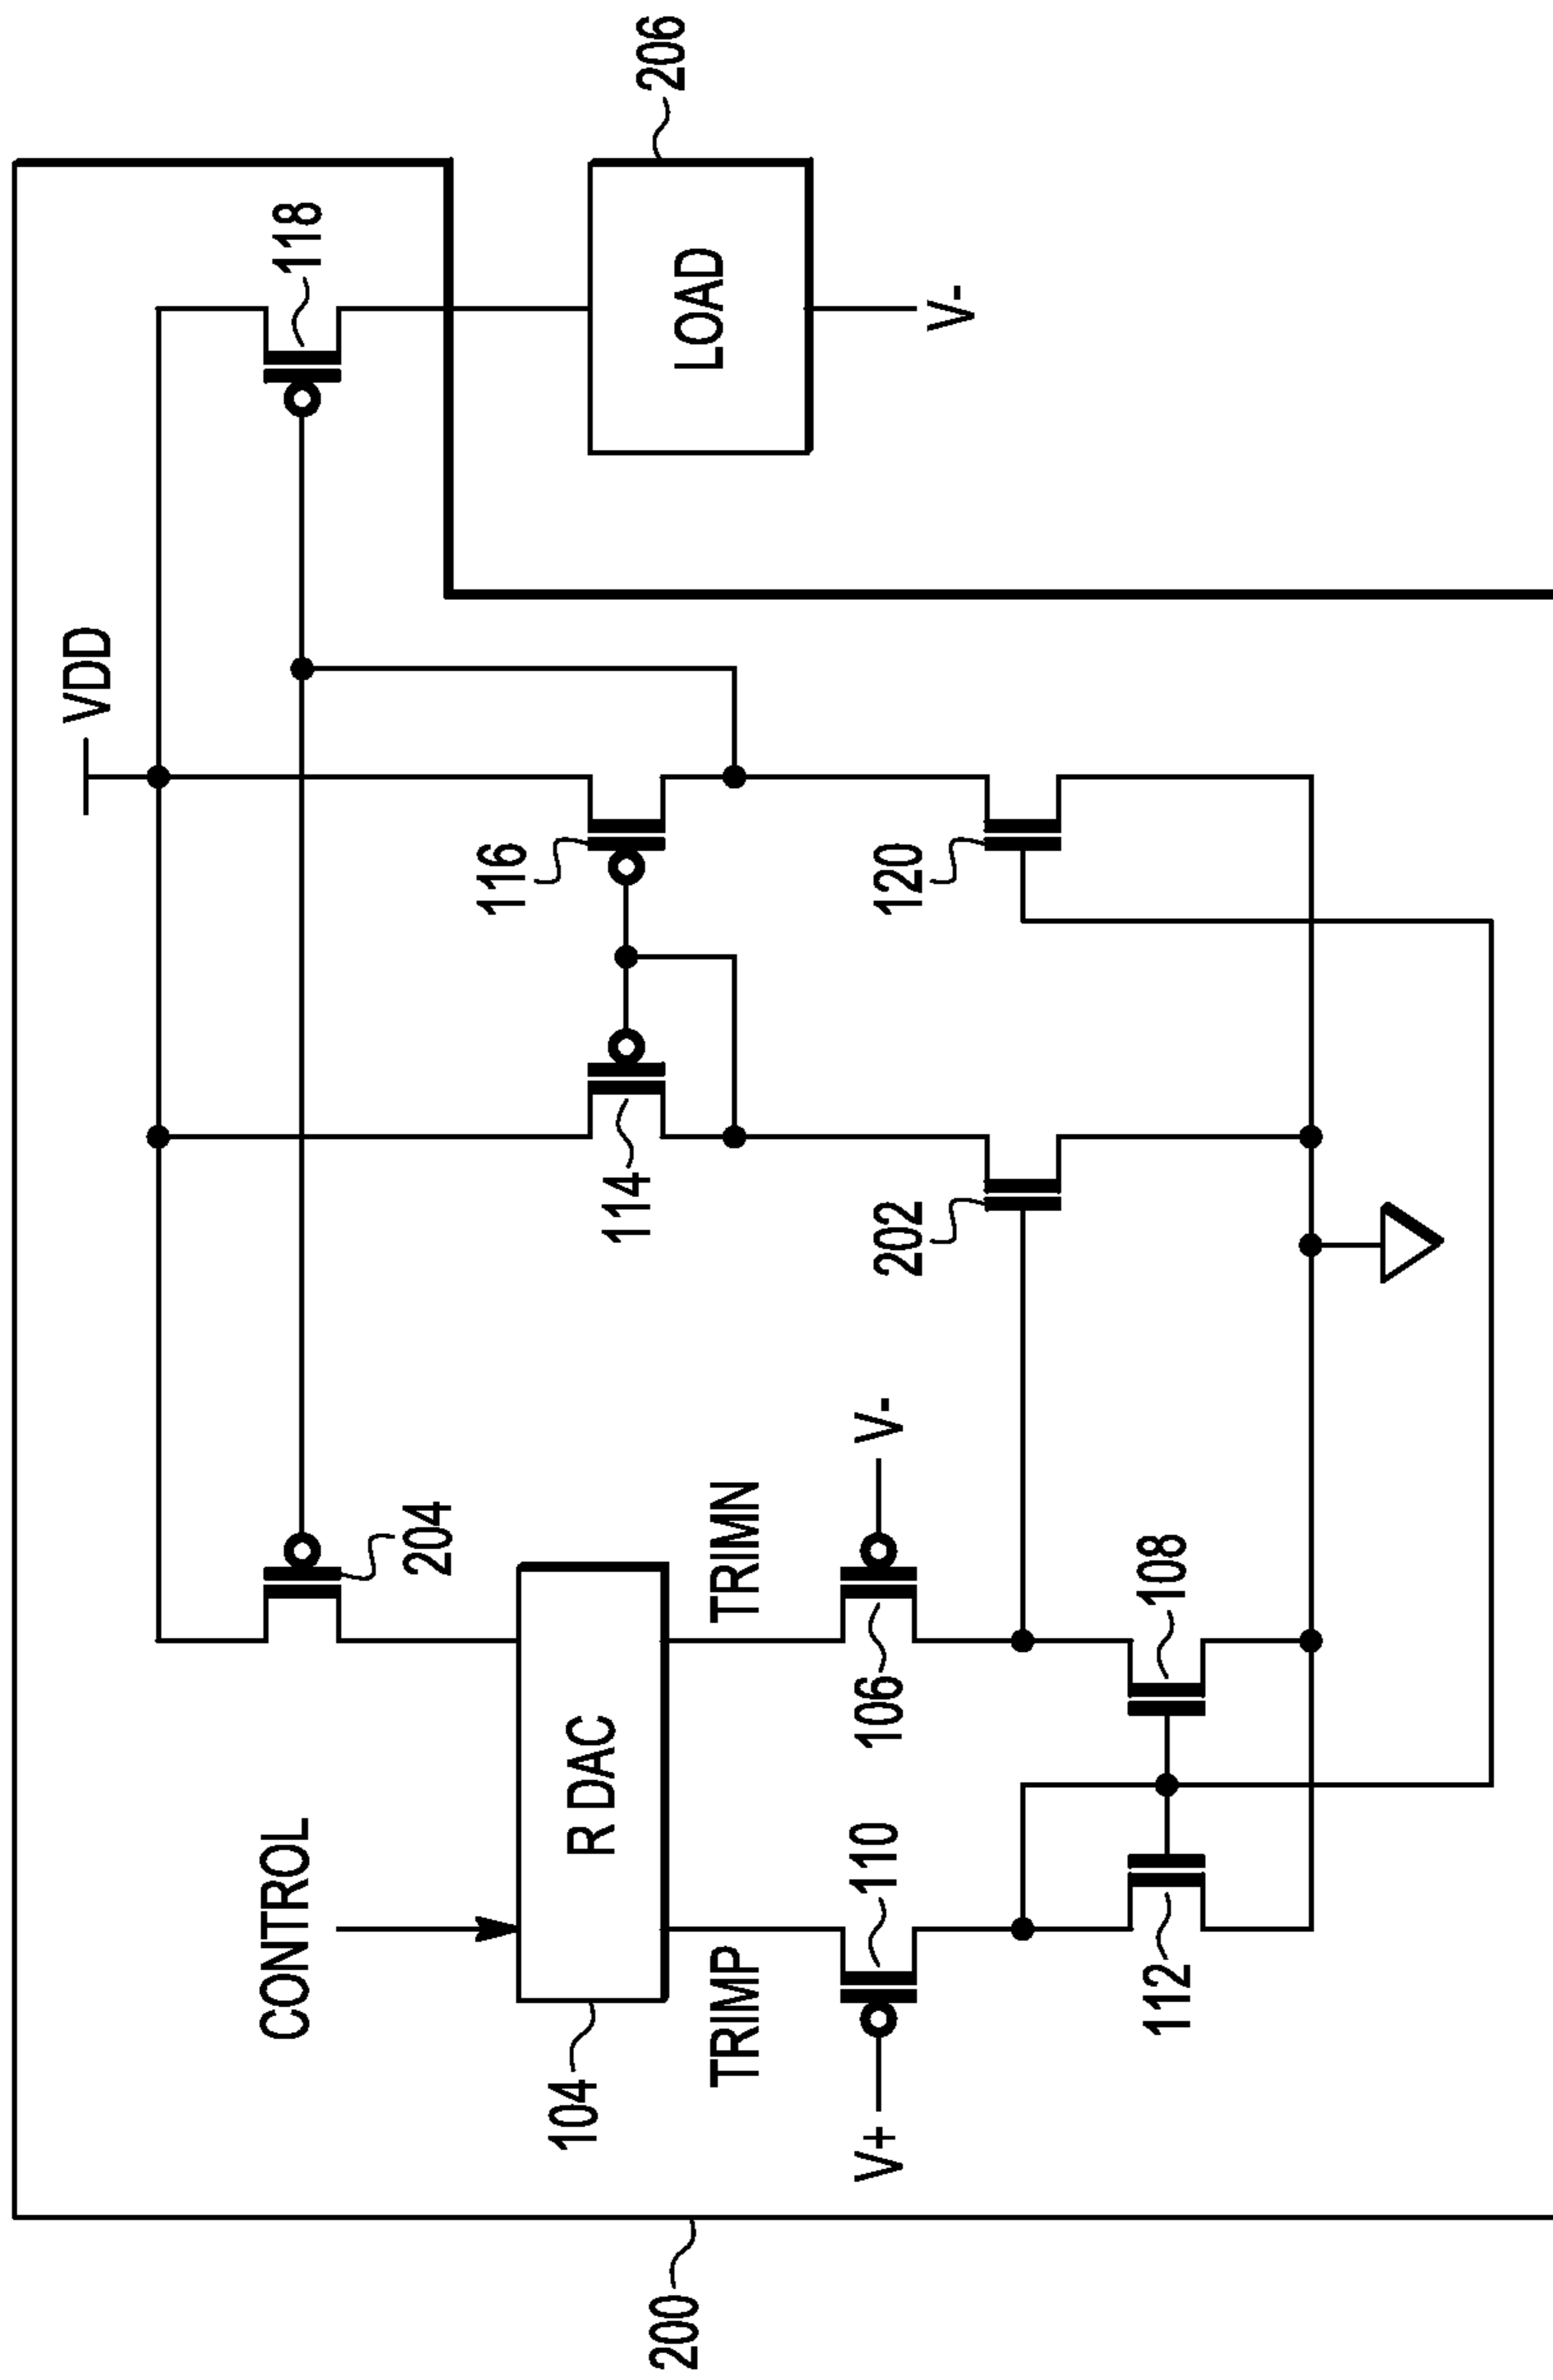 VDD
CONTROL
204
118
116
114
206
104
R DAC
LOAD
TRIMP
TRIMN
200
V+
110
106
V-
202
120
V-
112
108